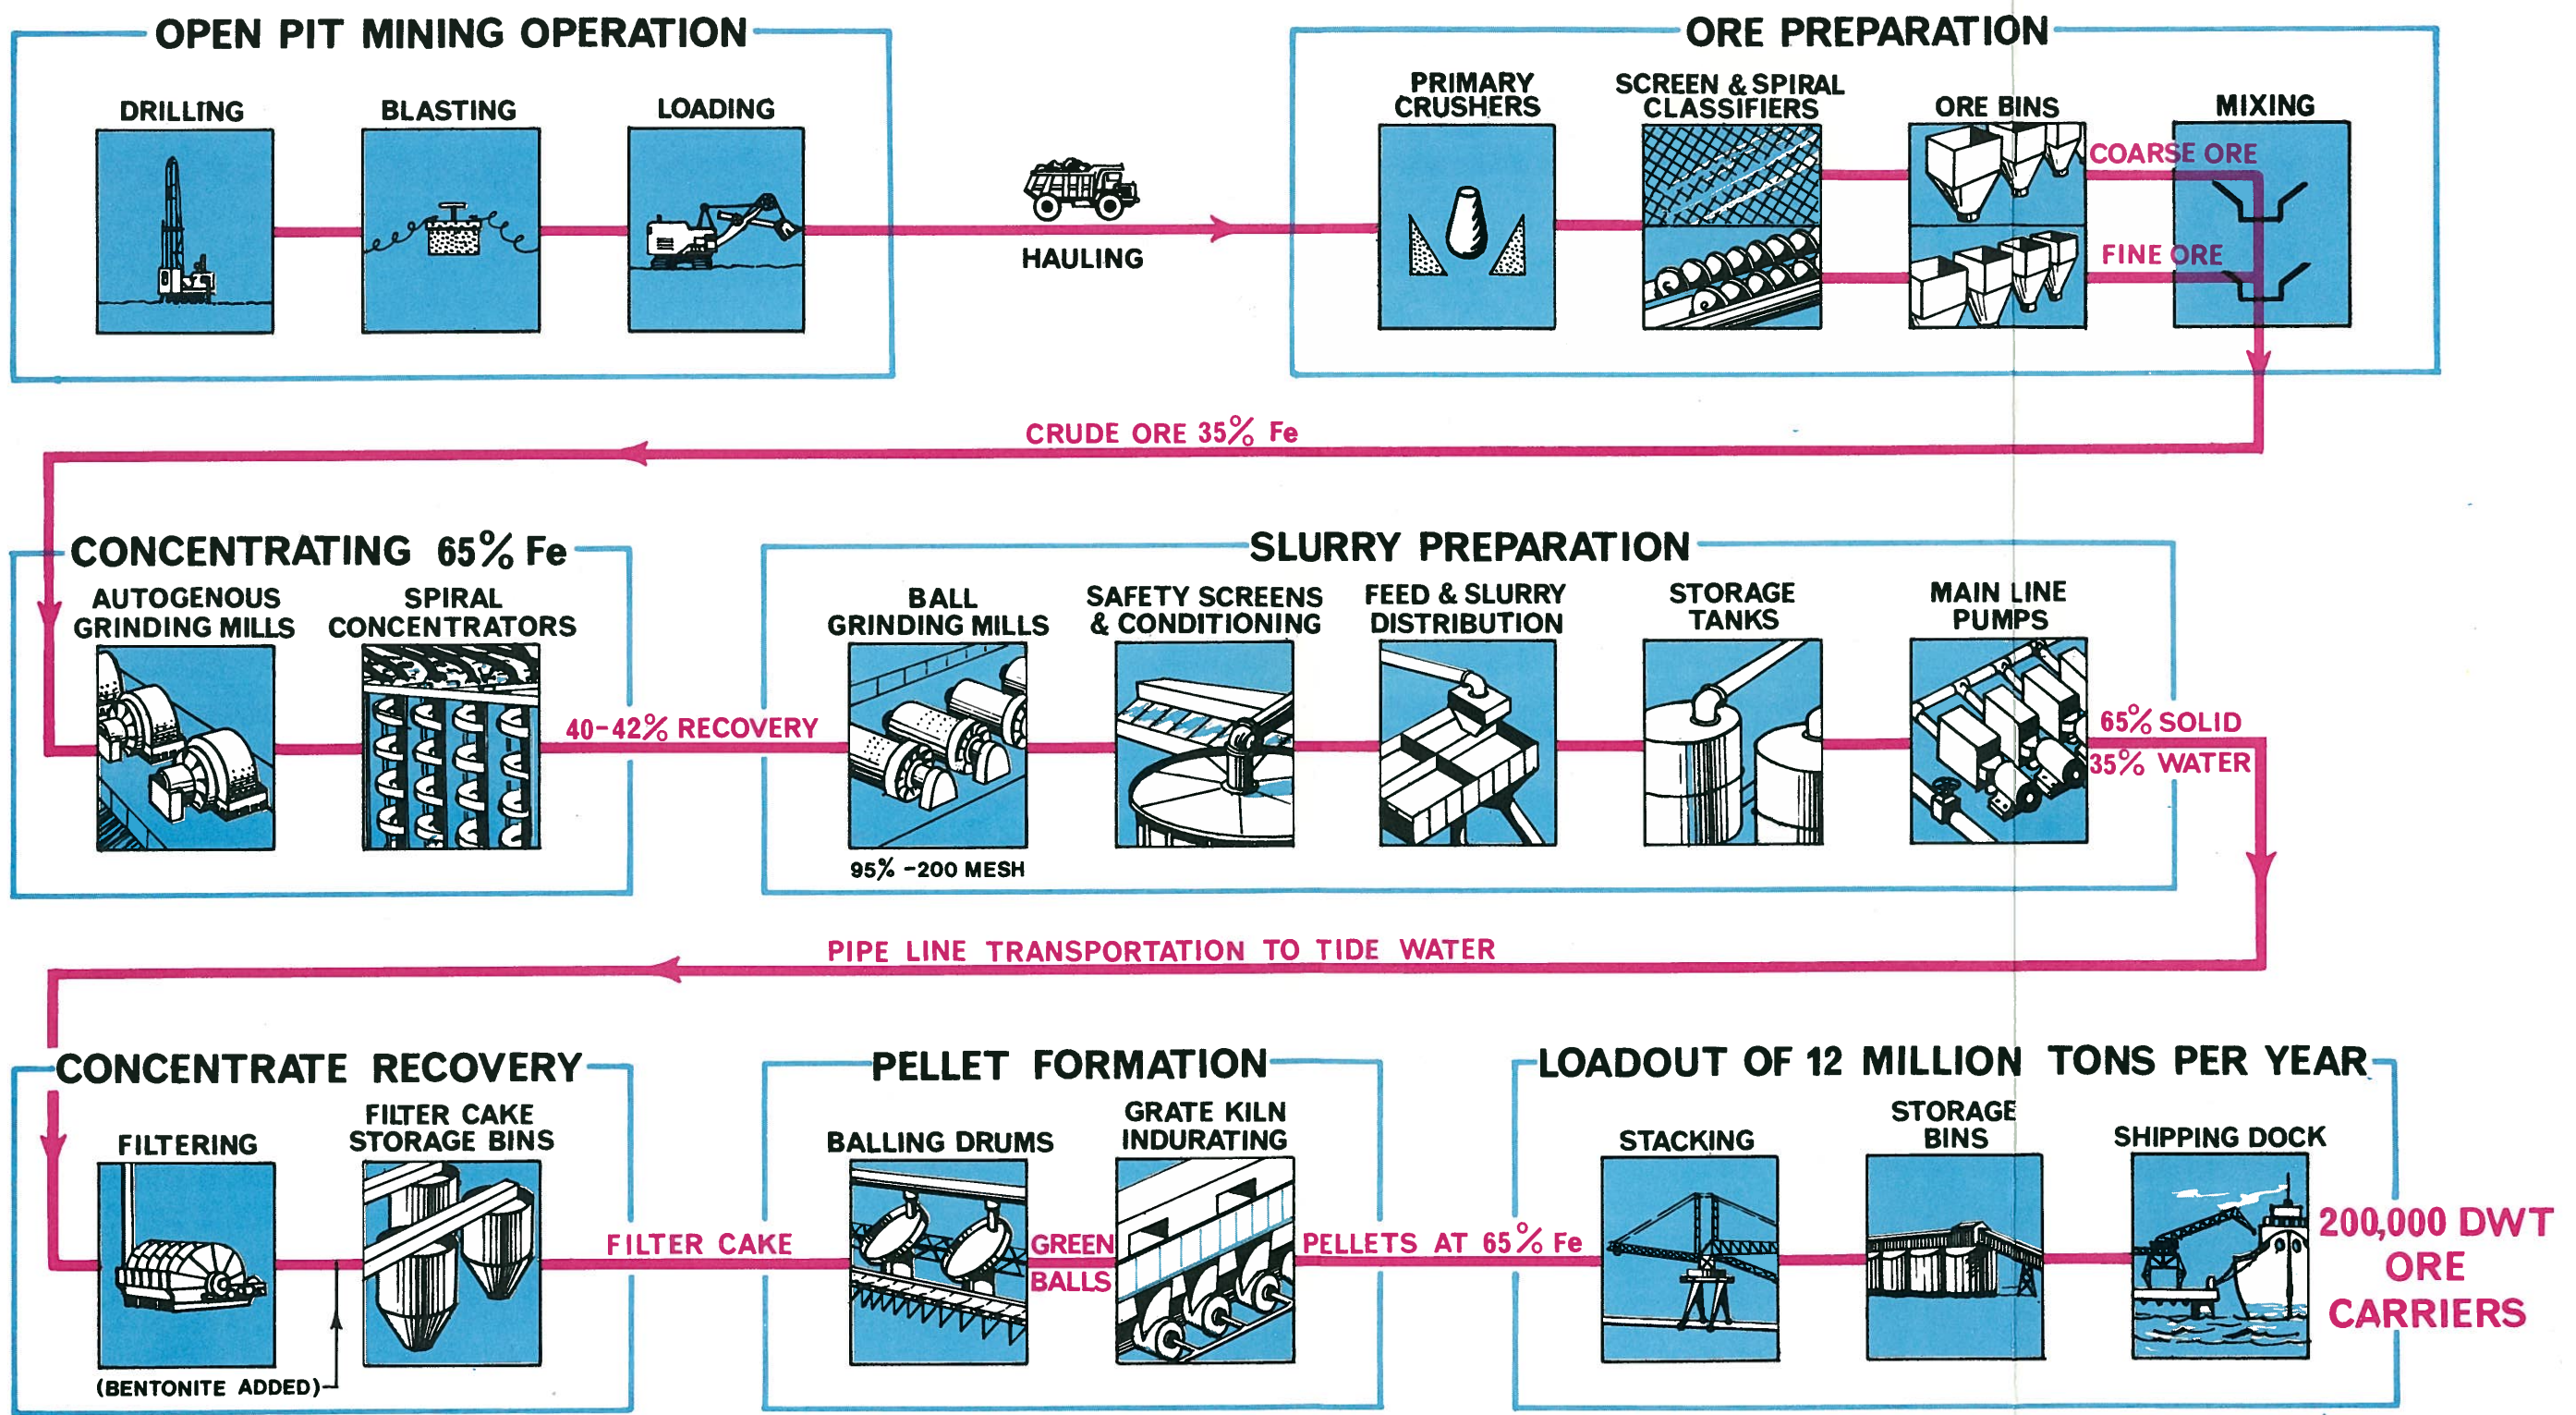 OPEN PIT MINING OPERATION
DRILLING
BLASTING
LOADING
HAULING
ORE PREPARATION
PRIMARY
CRUSHERS
SCREEN & SPIRAL
CLASSIFIERS
ORE BINS
MIXING
COARSE ORE
FINE ORE
CRUDE ORE 35% Fe
CONCENTRATING 65% Fe
AUTOGENOUS
GRINDING MILLS
SPIRAL
CONCENTRATORS
40-42% RECOVERY
SLURRY PREPARATION
BALL
GRINDING MILLS
95% -200 MESH
SAFETY SCREENS
& CONDITIONING
FEED & SLURRY
DISTRIBUTION
STORAGE
TANKS
MAIN LINE
PUMPS
65% SOLID
35% WATER
PIPE LINE TRANSPORTATION TO TIDE WATER
CONCENTRATE RECOVERY
FILTERING
(BENTONITE ADDED)
FILTER CAKE
STORAGE BINS
FILTER CAKE
PELLET FORMATION
BALLING DRUMS
GREEN
BALLS
GRATE KILN
INDURATING
PELLETS AT 65% Fe
LOADOUT OF 12 MILLION TONS PER YEAR
STACKING
STORAGE
BINS
SHIPPING DOCK
200,000 DWT
ORE
CARRIERS